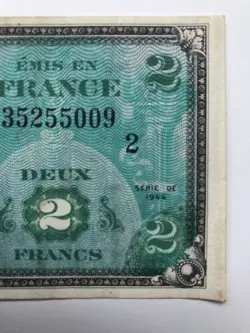 ÉMIS EN
FRANCE
2
35255009
2
DEUX
SÉRIE DE
1944
2
2
FRANCS